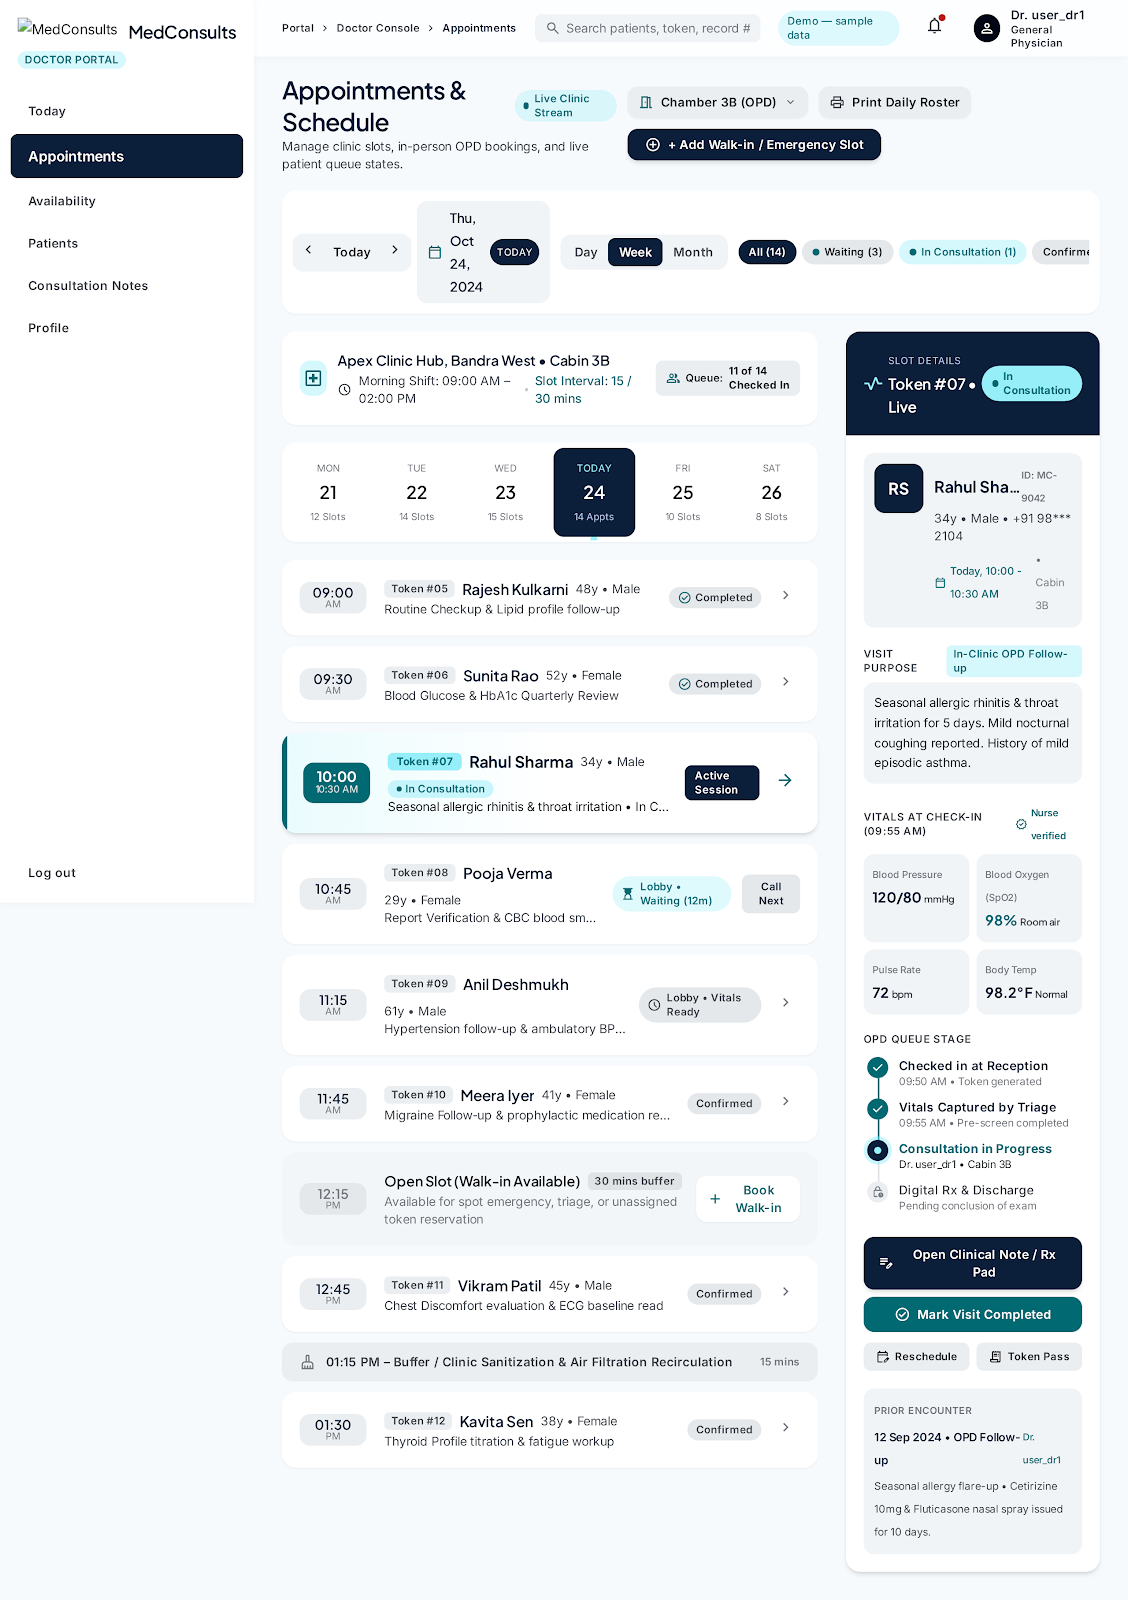 MedConsults MedConsults
DOCTOR PORTAL
Today
Appointments
Availability
Patients
Consultation Notes
Profile
Log out
Portal > Doctor Console > Appointments
Search patients, token, record #
Demo — sample
data
Dr. user_dr1
General
Physician
Appointments &
Schedule
Live Clinic
Stream
Manage clinic slots, in-person OPD bookings, and live
patient queue states.
Chamber 3B (OPD)
Print Daily Roster
+ Add Walk-in / Emergency Slot
Today
Thu,
Oct
24,
2024
TODAY
Day Week Month
All (14)
Waiting (3)
In Consultation (1)
Confirme
Apex Clinic Hub, Bandra West • Cabin 3B
Morning Shift: 09:00 AM –
02:00 PM
• Slot Interval: 15 /
30 mins
Queue: 11 of 14
Checked In
MON
21
12 Slots
TUE
22
14 Slots
WED
23
15 Slots
TODAY
24
14 Appts
FRI
25
10 Slots
SAT
26
8 Slots
09:00
AM
Token #05 Rajesh Kulkarni 48y • Male
Routine Checkup & Lipid profile follow-up
Completed
09:30
AM
Token #06 Sunita Rao 52y • Female
Blood Glucose & HbA1c Quarterly Review
Completed
10:00
10:30 AM
Token #07 Rahul Sharma 34y • Male
• In Consultation
Seasonal allergic rhinitis & throat irritation • In C...
Active
Session
10:45
AM
Token #08 Pooja Verma
29y • Female
Report Verification & CBC blood sm...
Lobby •
Waiting (12m)
Call
Next
11:15
AM
Token #09 Anil Deshmukh
61y • Male
Hypertension follow-up & ambulatory BP...
Lobby • Vitals
Ready
11:45
AM
Token #10 Meera Iyer 41y • Female
Migraine Follow-up & prophylactic medication re...
Confirmed
12:15
PM
Open Slot (Walk-in Available) 30 mins buffer
Available for spot emergency, triage, or unassigned
token reservation
+ Book
Walk-in
12:45
PM
Token #11 Vikram Patil 45y • Male
Chest Discomfort evaluation & ECG baseline read
Confirmed
01:15 PM – Buffer / Clinic Sanitization & Air Filtration Recirculation 15 mins
01:30
PM
Token #12 Kavita Sen 38y • Female
Thyroid Profile titration & fatigue workup
Confirmed
SLOT DETAILS
Token #07 •
Live
In
Consultation
RS
Rahul Sha...
ID: MC-
9042
34y • Male • +91 98***
2104
Today, 10:00 -
10:30 AM
•
Cabin
3B
VISIT
PURPOSE
In-Clinic OPD Follow-
up
Seasonal allergic rhinitis & throat
irritation for 5 days. Mild nocturnal
coughing reported. History of mild
episodic asthma.
VITALS AT CHECK-IN
(09:55 AM)
Nurse
verified
Blood Pressure
120/80 mmHg
Blood Oxygen
(SpO2)
98% Room air
Pulse Rate
72 bpm
Body Temp
98.2°F Normal
OPD QUEUE STAGE
Checked in at Reception
09:50 AM • Token generated
Vitals Captured by Triage
09:55 AM • Pre-screen completed
Consultation in Progress
Dr. user_dr1 • Cabin 3B
Digital Rx & Discharge
Pending conclusion of exam
Open Clinical Note / Rx
Pad
Mark Visit Completed
Reschedule
Token Pass
PRIOR ENCOUNTER
12 Sep 2024 • OPD Follow-
up
Dr.
user_dr1
Seasonal allergy flare-up • Cetirizine
10mg & Fluticasone nasal spray issued
for 10 days.